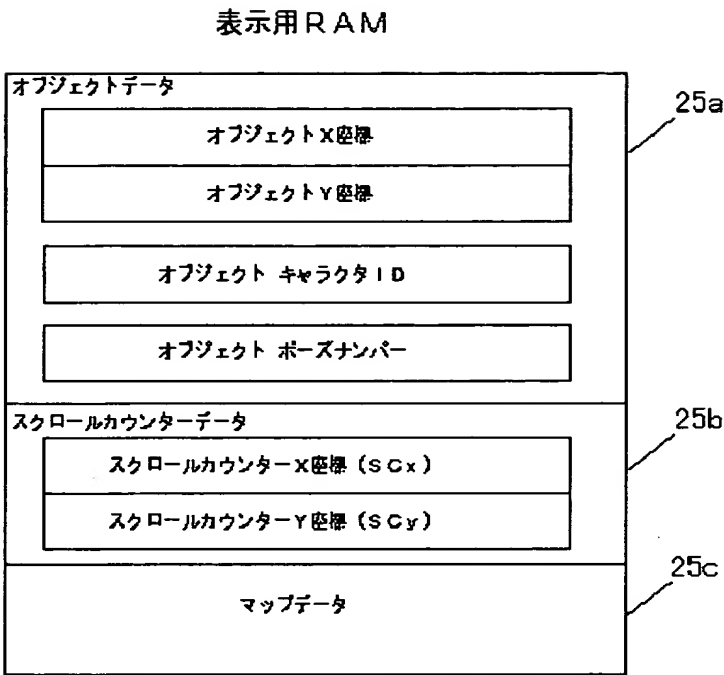 表示用RAM
オブジェクトデータ
25a
オブジェクトX座標
オブジェクトY座標
オブジェクト キャラクタID
オブジェクト ポーズナンバー
スクロールカウンターデータ
25b
スクロールカウンターX座標(SCx)
スクロールカウンターY座標(SCy)
25c
マップデータ